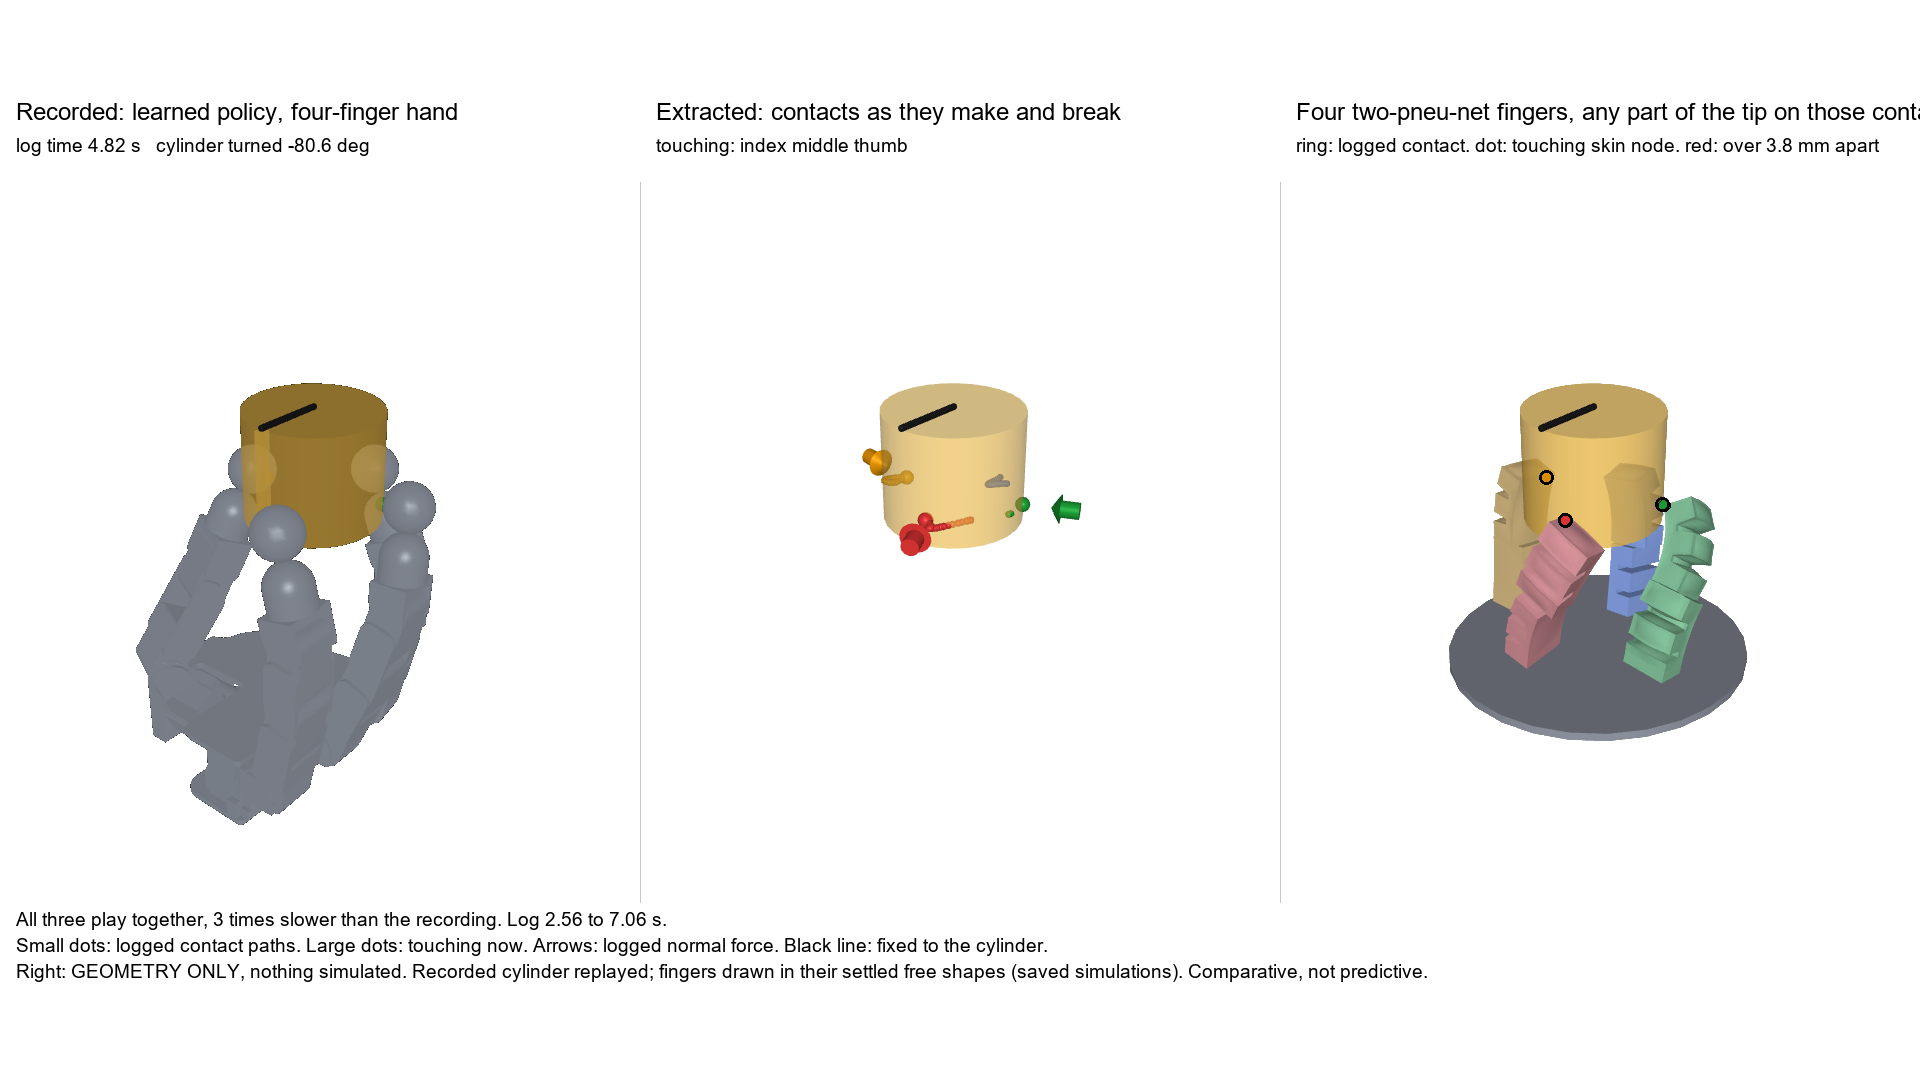 Recorded: learned policy, four-finger hand
log time 4.82 s   cylinder turned -80.6 deg
Extracted: contacts as they make and break
touching: index middle thumb
Four two-pneu-net fingers, any part of the tip on those
ring: logged contact. dot: touching skin node. red: over 3.8 mm apart
All three play together, 3 times slower than the recording. Log 2.56 to 7.06 s.
Small dots: logged contact paths. Large dots: touching now. Arrows: logged normal force. Black line: fixed to the cylinder.
Right: GEOMETRY ONLY, nothing simulated. Recorded cylinder replayed; fingers drawn in their settled free shapes (saved simulations). Comparative, not predictive.